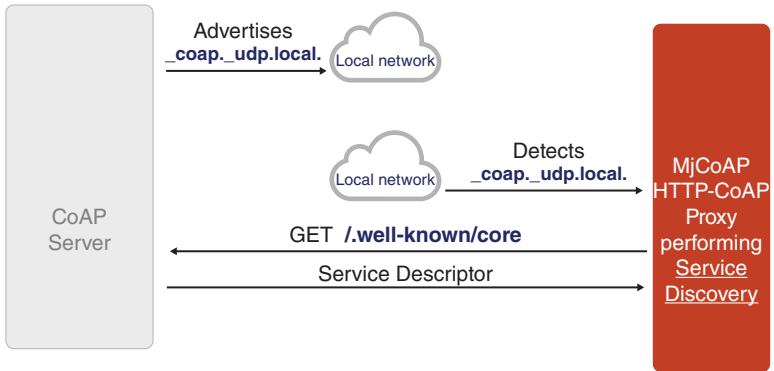 Advertises
_coap._udp.local.
Local network
Local network
Detects
_coap._udp.local.
CoAP
Server
GET /.well-known/core
Service Descriptor
MjCoAP
HTTP-CoAP
Proxy
performing
Service
Discovery